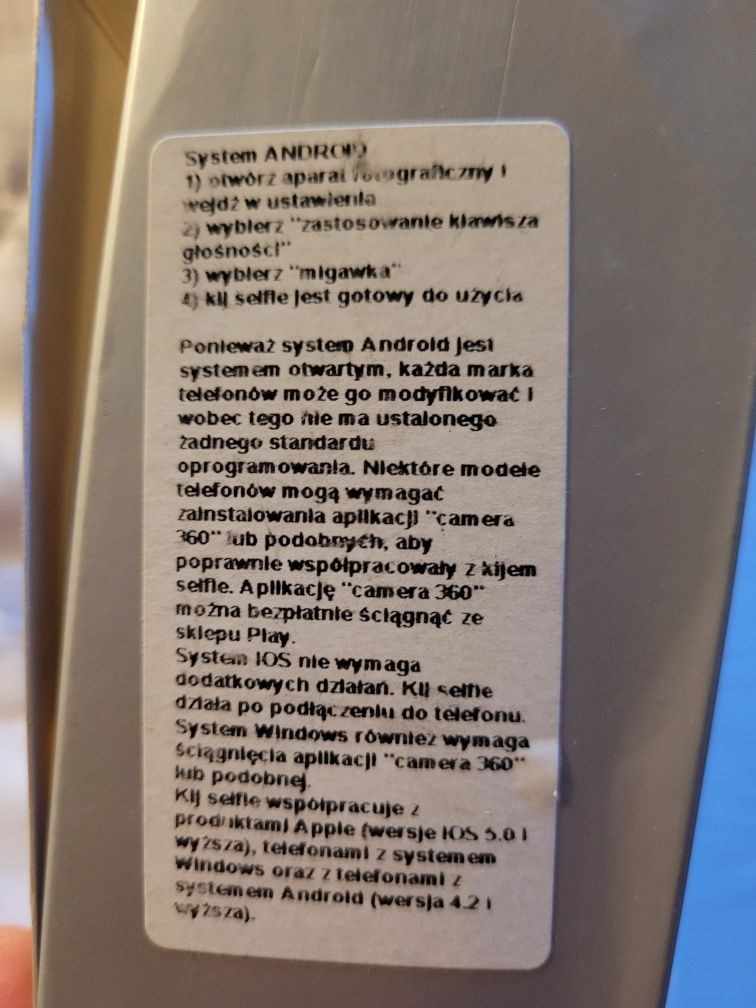 System ANDROID
1) otwórz aparat fotograficzny i
wejdź w ustawienia
2) wybierz "zastosowanie klawisza
głośności"
3) wybierz "migawka"
4) kij selfie jest gotowy do użycia
Ponieważ system Android jest
systemem otwartym, każda marka
telefonów może go modyfikować i
wobec tego nie ma ustalonego
żadnego standardu
oprogramowania. Niektóre modele
telefonów mogą wymagać
zainstalowania aplikacji "camera
360" lub podobnych, aby
poprawnie współpracowały z kijem
selfie. Aplikację "camera 360"
można bezpłatnie ściągnąć ze
sklepu Play.
System IOS nie wymaga
dodatkowych działań. Kij selfie
działa po podłączeniu do telefonu.
System Windows również wymaga
ściągnięcia aplikacji "camera 360"
lub podobnej.
Kij selfie współpracuje z
produktami Apple (wersje IOS 5.0 i
wyższa), telefonami z systemem
Windows oraz z telefonami z
systemem Android (wersja 4.2 i
wyższa).